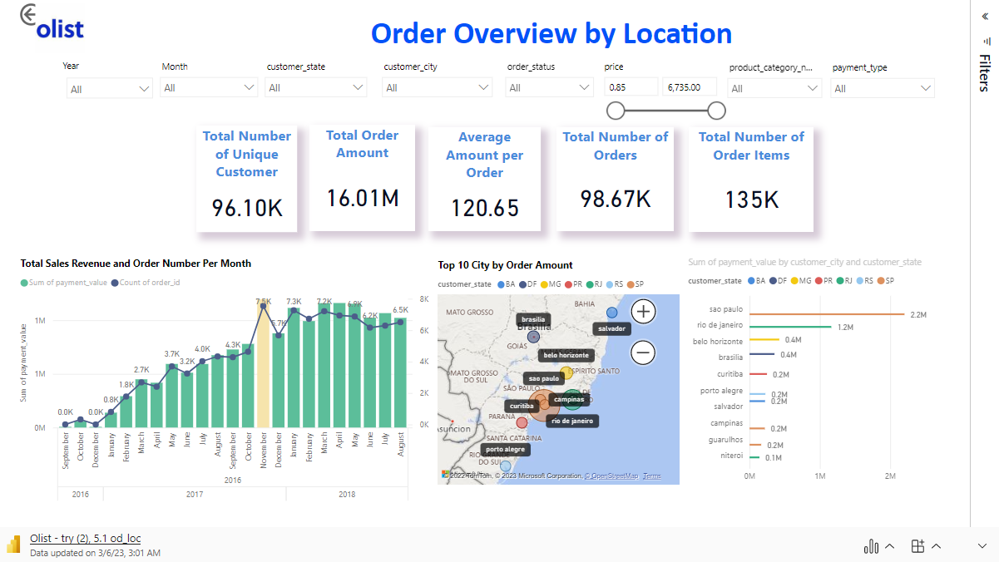 olist
Order Overview by Location
Filters
Year
Month
customer_state
customer_city
order_status
price
product_category_n...
payment_type
All
All
All
All
All
0.85
6,735.00
All
All
Total Number
of Unique
Customer
96.10K
Total Order
Amount
16.01M
Average
Amount per
Order
120.65
Total Number of
Orders
98.67K
Total Number of
Order Items
135K
Total Sales Revenue and Order Number Per Month
Sum of payment_value Count of order_id
Sum of payment_value
1M
1M
0M
8K
6K
4K
2K
0K
0.0K
0.0K
0.8K
1.8K
2.7K
3.7K
3.2K
4.0K
4.3K
7.5K
5.7K
7.3K
7.2K
6.9K
6.2K
6.5K
September
October
December
January
February
March
April
May
June
July
August
September
October
November
December
January
February
March
April
May
June
July
August
2016
2016
2017
2018
Top 10 City by Order Amount
customer_state BA DF MG PR RJ RS SP
MATO GROSSO
BAHIA
brasilia
Brasília
salvador
GOIÁS
belo horizonte
MATO GROSSO
DO SUL
ESPÍRITO SANTO
sao paulo
SÃO PAULO
campinas
curitiba
PARANÁ
rio de janeiro
Asuncion
SANTA CATARINA
porto alegre
RIO GRANDE
DO SUL
© 2023 Microsoft Corporation, © OpenStreetMap Terms
Sum of payment_value by customer_city and customer_state
customer_state BA DF MG PR RJ RS SP
sao paulo 2.2M
rio de janeiro 1.2M
belo horizonte 0.4M
brasilia 0.4M
curitiba 0.2M
porto alegre 0.2M
salvador 0.2M
campinas 0.2M
guarulhos 0.2M
niteroi 0.1M
0M 1M 2M
Olist - try (2), 5.1 od_loc
Data updated on 3/6/23, 3:01 AM